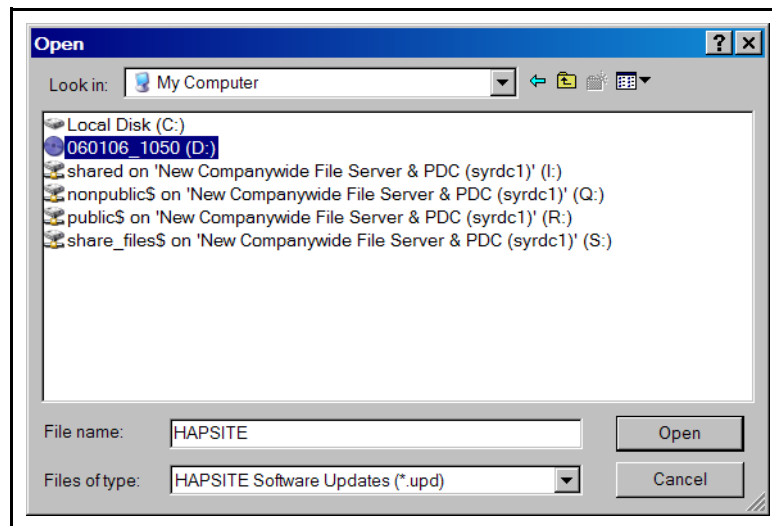 Open
Look in: My Computer
Local Disk (C:)
060106_1050 (D:)
shared on 'New Companywide File Server & PDC (syrdc1)' (I:)
nonpublic$ on 'New Companywide File Server & PDC (syrdc1)' (Q:)
public$ on 'New Companywide File Server & PDC (syrdc1)' (R:)
share_files$ on 'New Companywide File Server & PDC (syrdc1)' (S:)
File name: HAPSITE Open
Files of type: HAPSITE Software Updates (*.upd) Cancel